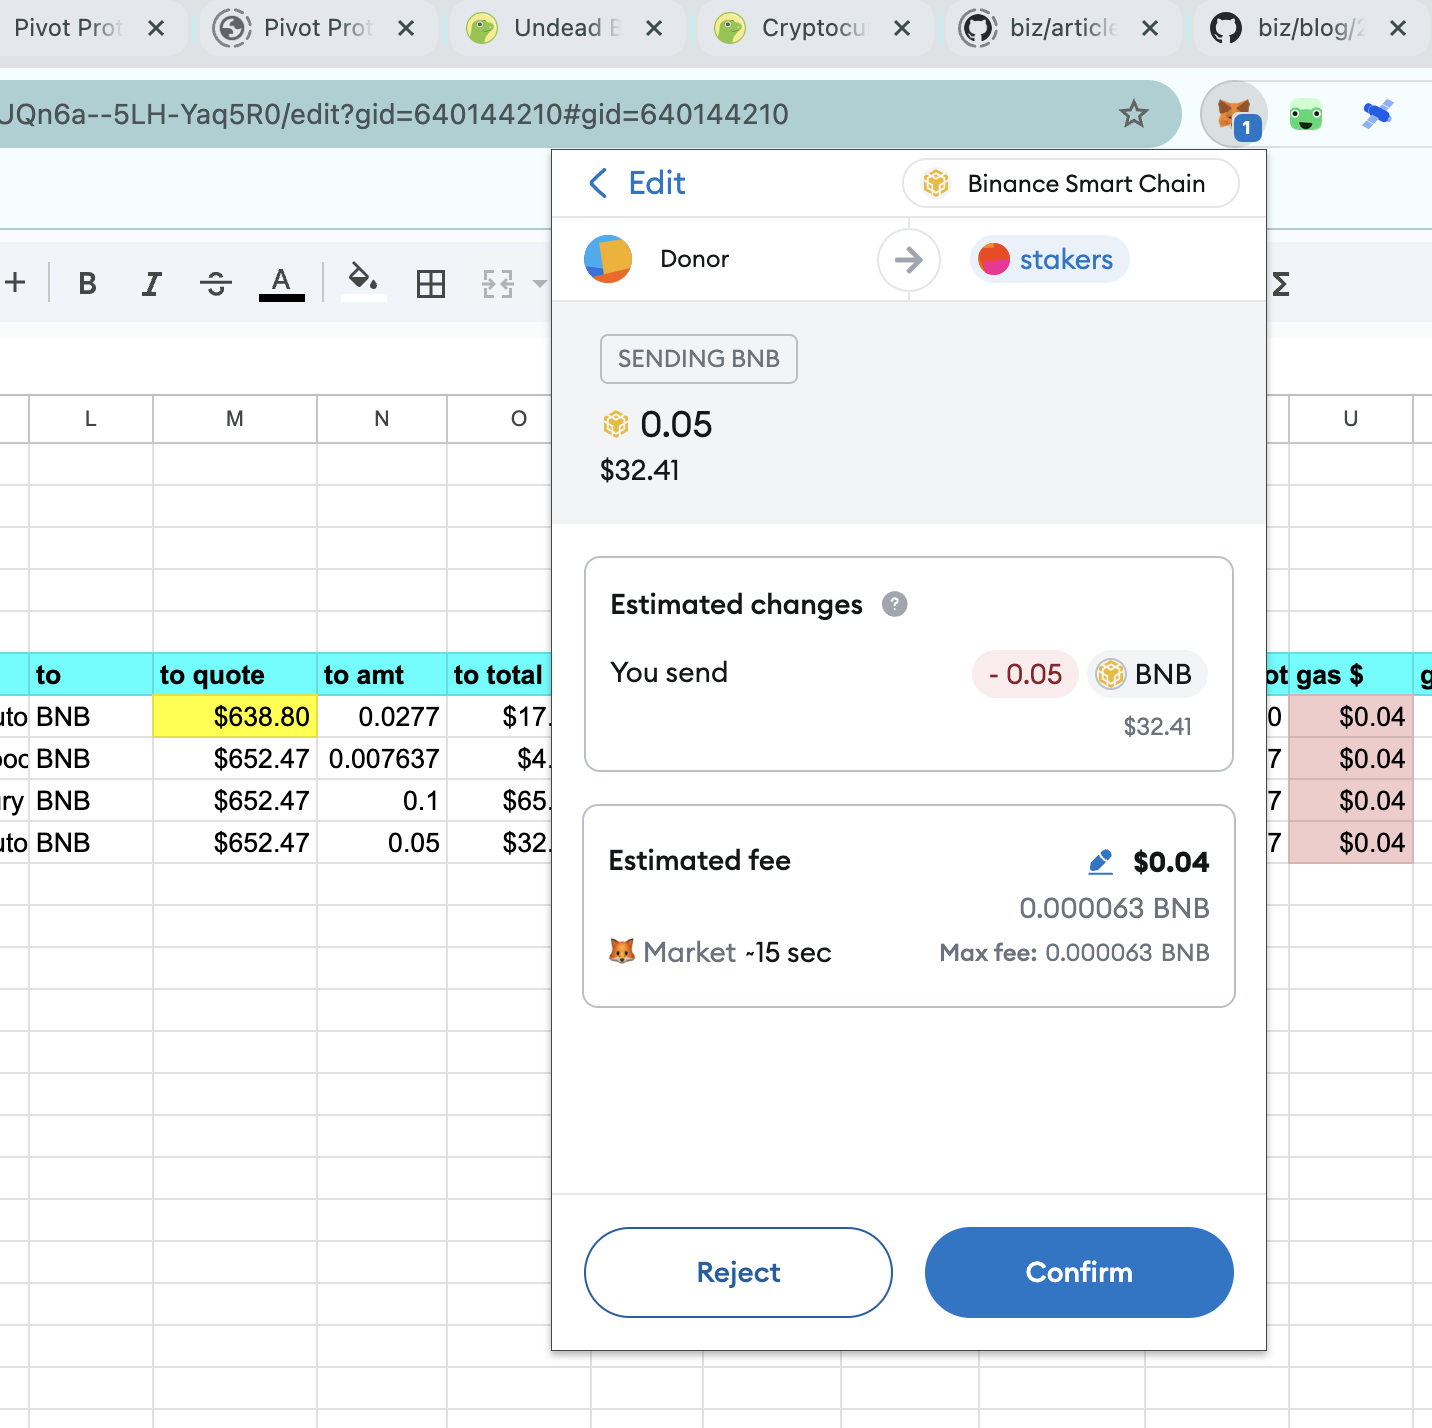 Pivot Prot Pivot Prot Undead E Cryptocu biz/article biz/blog/2
JQn6a--5LH-Yaq5R0/edit?gid=640144210#gid=640144210
1
Edit Binance Smart Chain
B I S A Σ
Donor stakers
SENDING BNB
0.05
$32.41
L M N O U
Estimated changes ?
You send - 0.05 BNB
$32.41
to to quote to amt to total ot gas $ g
uto BNB $638.80 0.0277 $17. 0 $0.04
ooc BNB $652.47 0.007637 $4. 7 $0.04
ry BNB $652.47 0.1 $65. 7 $0.04
uto BNB $652.47 0.05 $32. 7 $0.04
Estimated fee $0.04
0.000063 BNB
Market ~15 sec Max fee: 0.000063 BNB
Reject Confirm